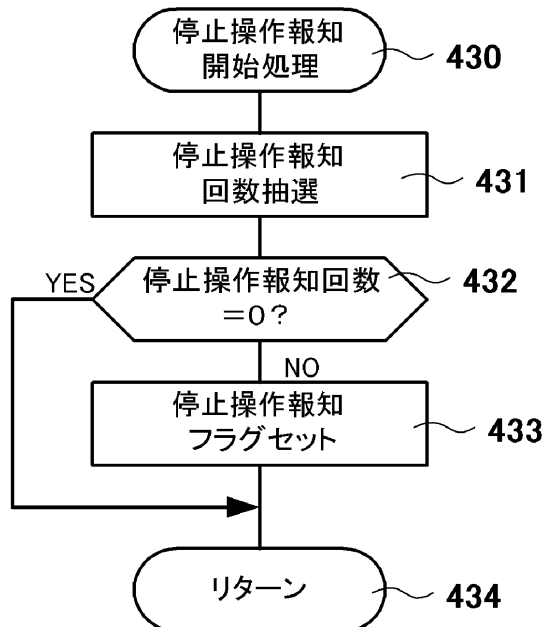 停止操作報知
開始処理
430
停止操作報知
回数抽選
431
YES
停止操作報知回数
=0?
432
NO
停止操作報知
フラグセット
433
リターン
434